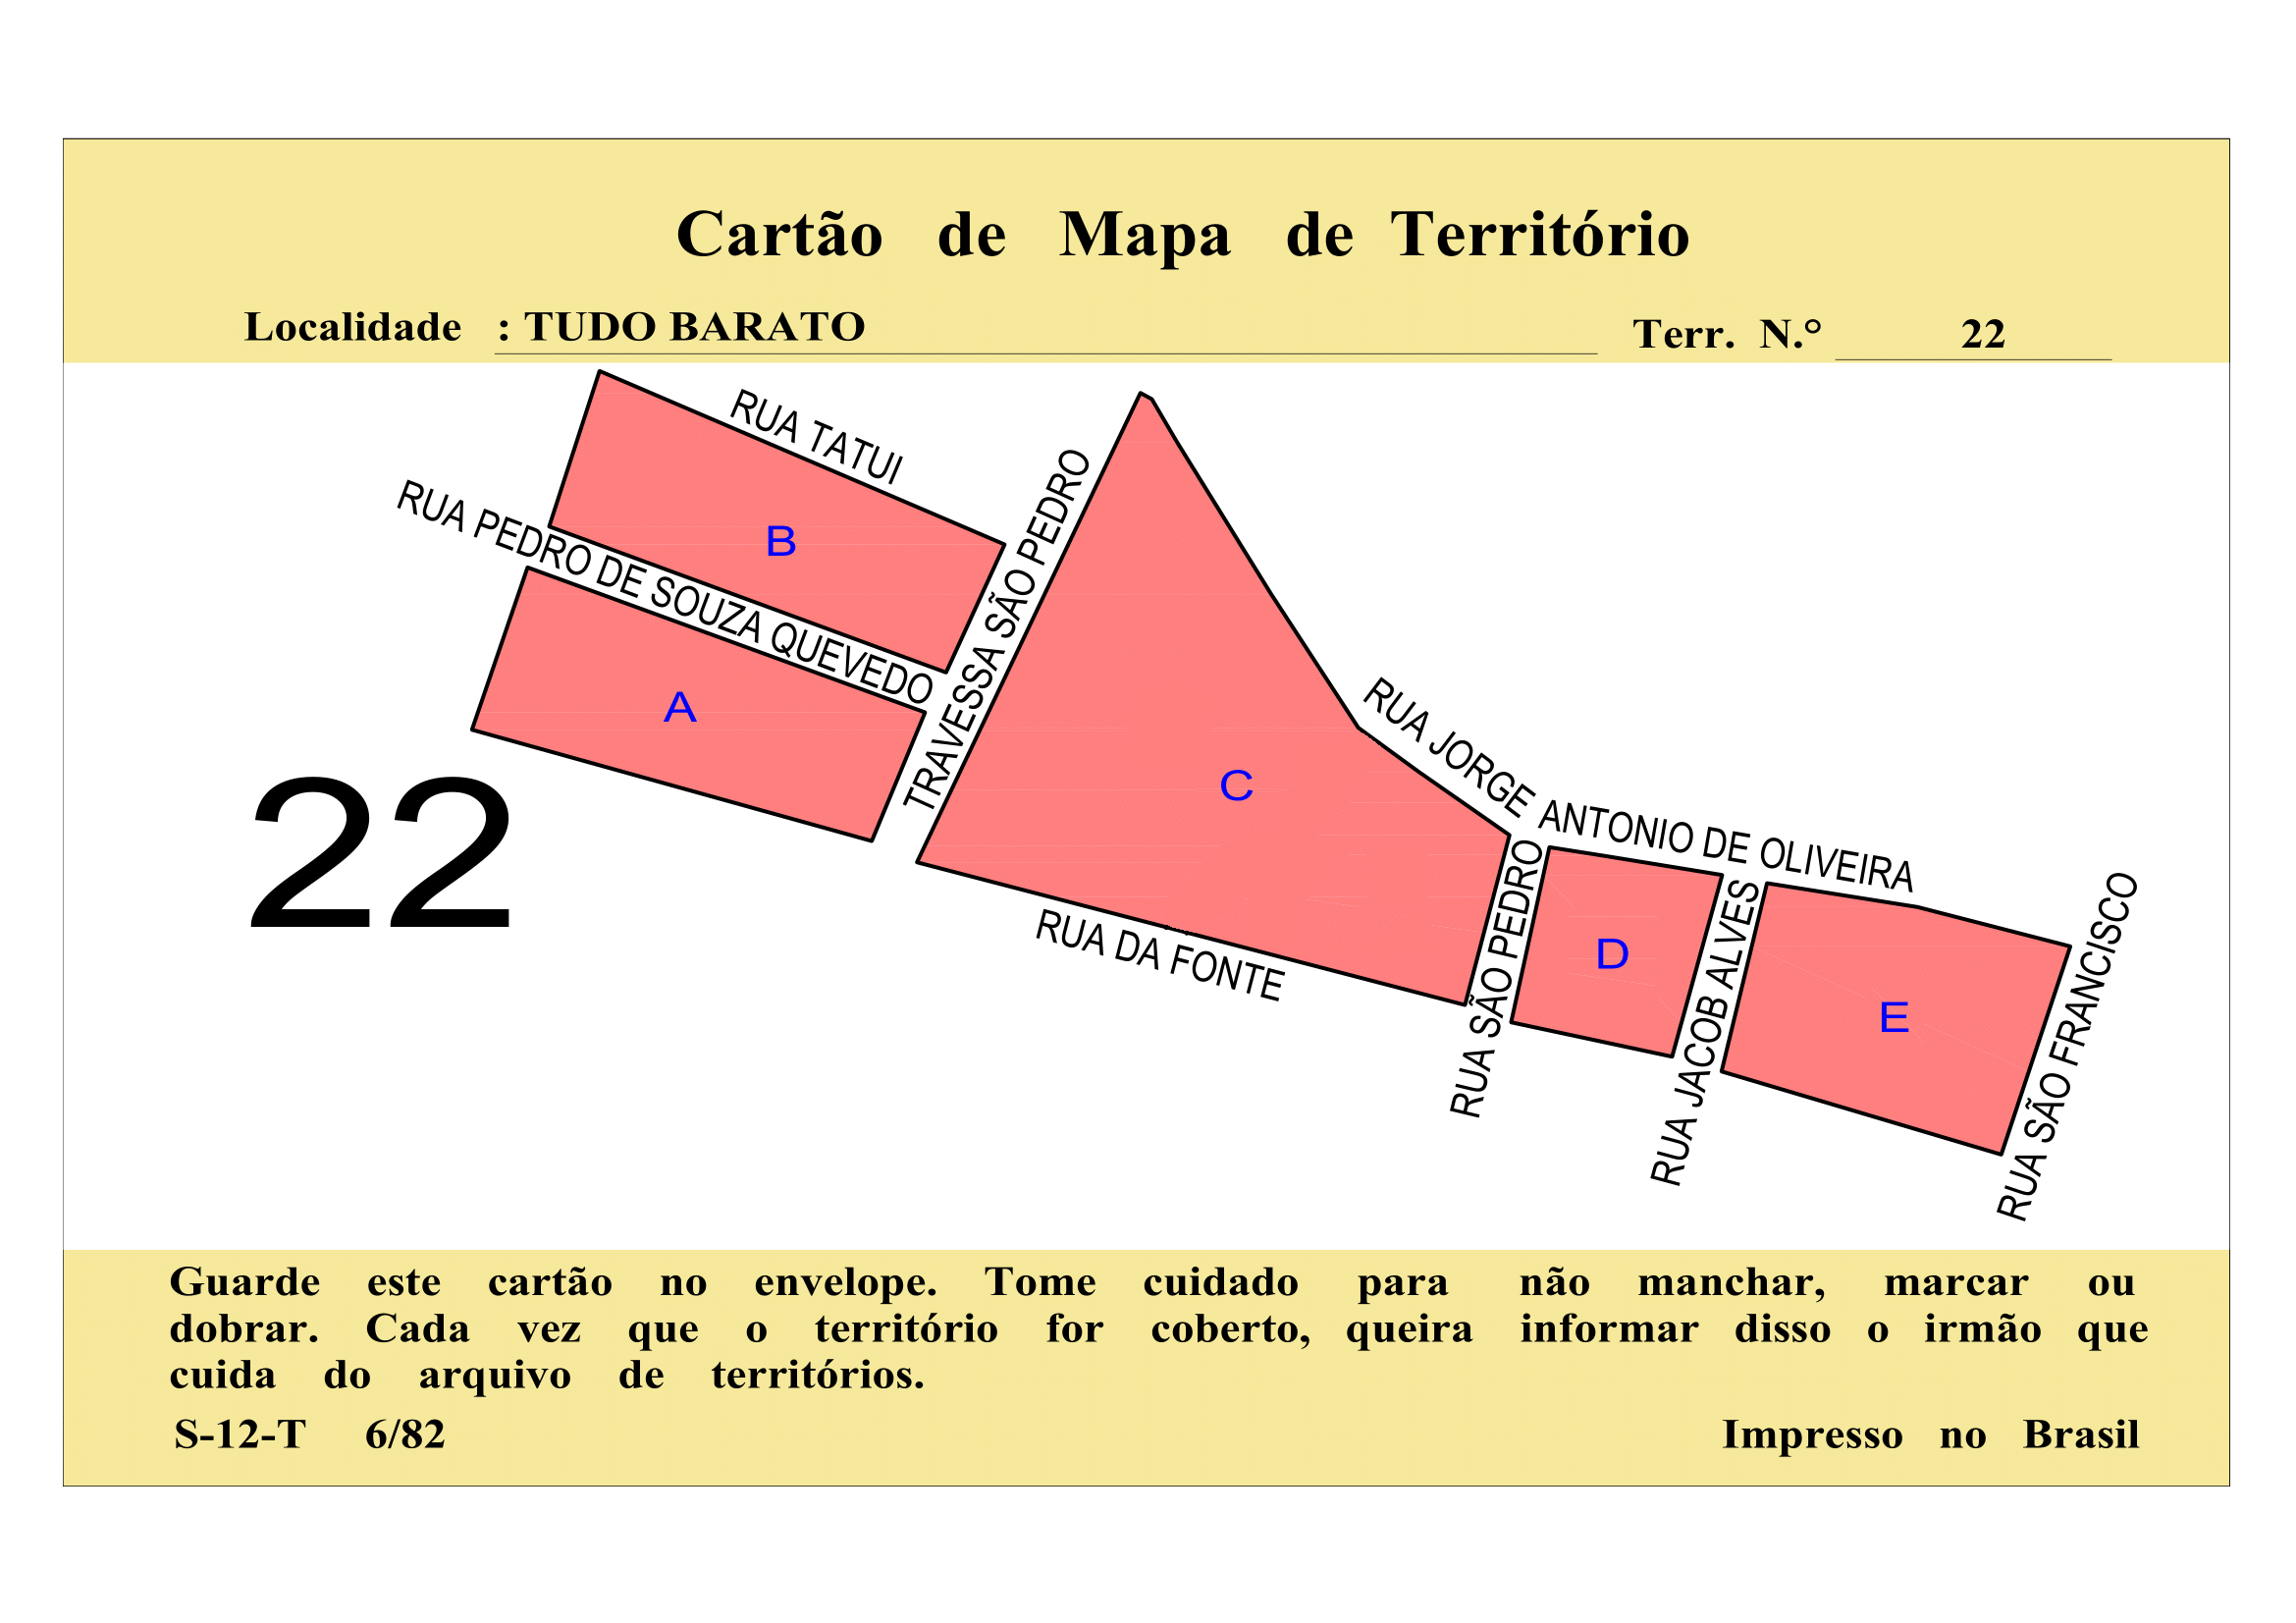 Cartão de Mapa de Território
Localidade : TUDO BARATO
Terr. N.° 22
RUA TATUI
RUA PEDRO DE SOUZA QUEVEDO
TRAVESSA SÃO PEDRO
B
A
C
22
RUA JORGE ANTONIO DE OLIVEIRA
RUA DA FONTE
RUA SÃO PEDRO
D
RUA JACOB ALVES
E
RUA SÃO FRANCISCO
Guarde este cartão no envelope. Tome cuidado para não manchar, marcar ou
dobrar. Cada vez que o território for coberto, queira informar disso o irmão que
cuida do arquivo de territórios.
S-12-T 6/82
Impresso no Brasil